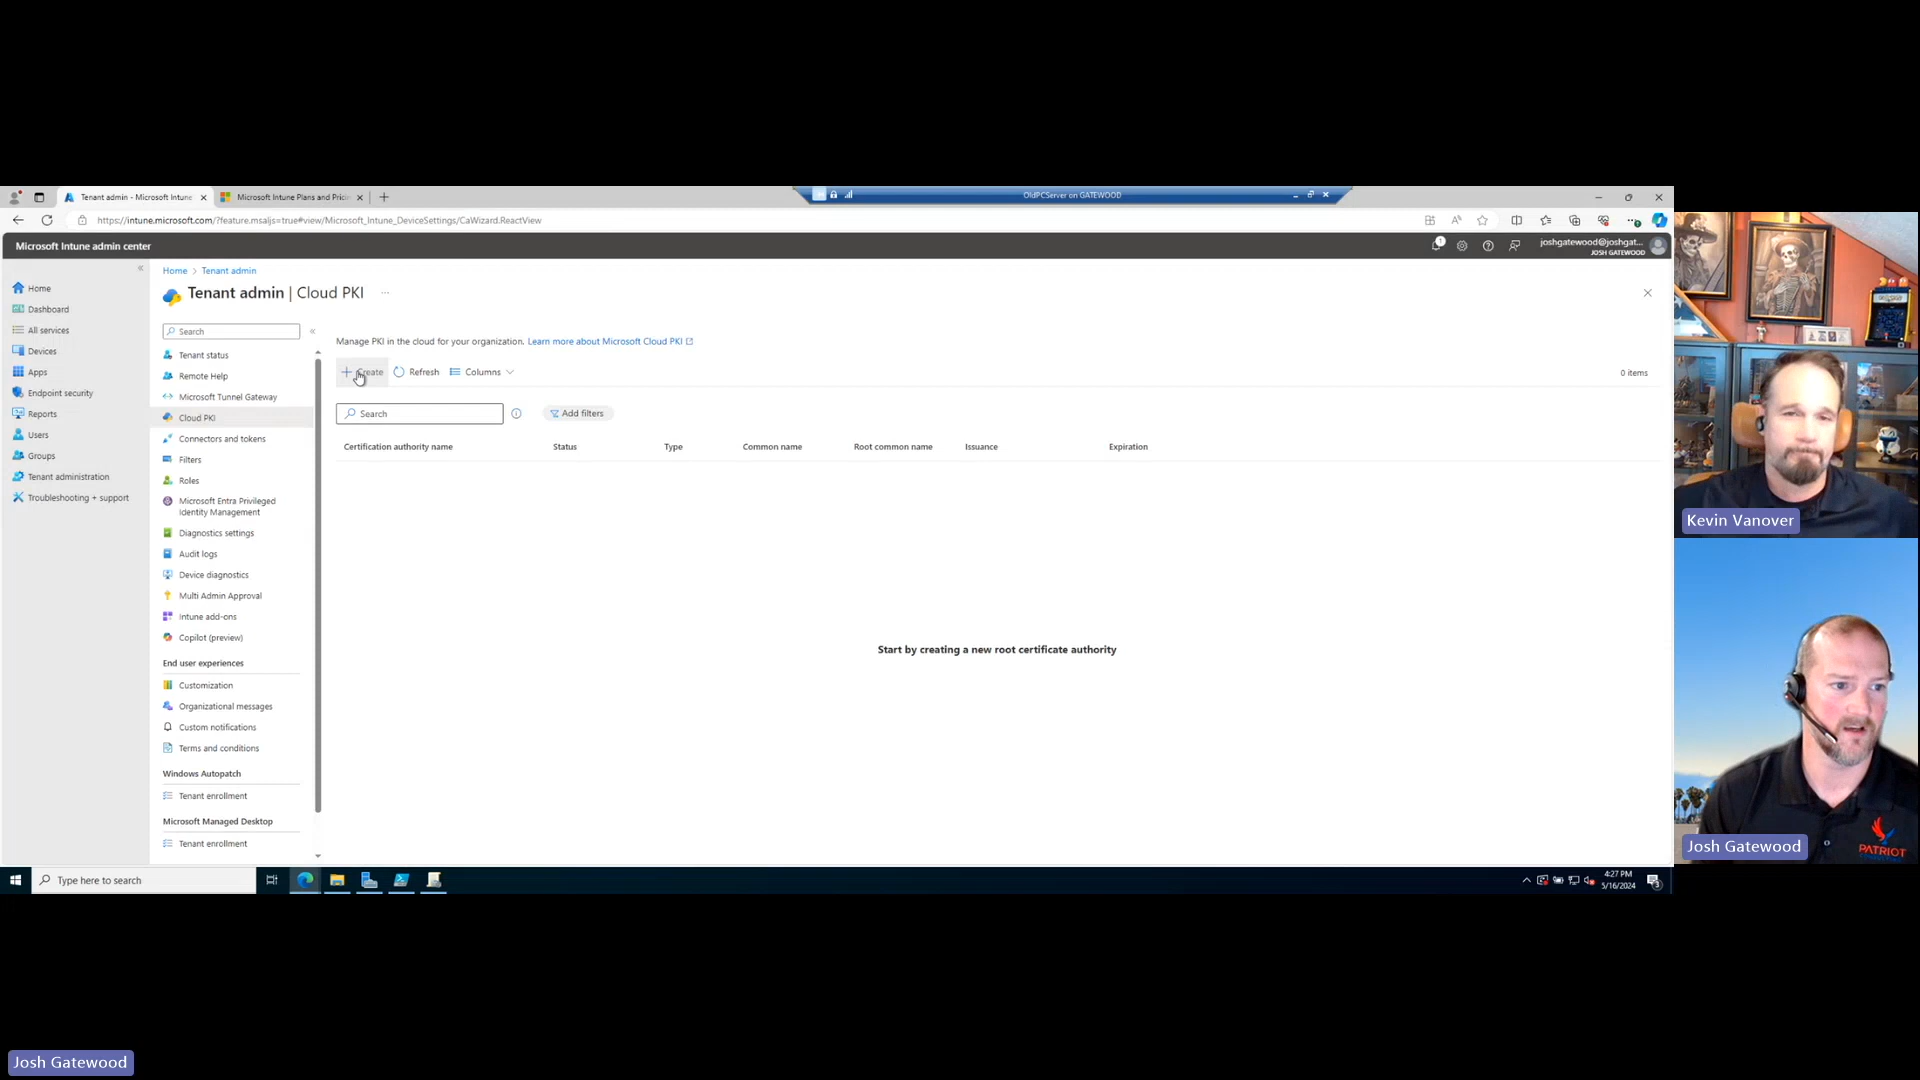 Tenant admin - Microsoft Intune
Microsoft Intune Plans and Pricin
OldPCServer on GATEWOOD
https://intune.microsoft.com/?feature.msaljs=true#view/Microsoft_Intune_DeviceSettings/CaWizard.ReactView
Microsoft Intune admin center
1
joshgatewood@joshgat...
JOSH GATEWOOD
Home
Dashboard
All services
Devices
Apps
Endpoint security
Reports
Users
Groups
Tenant administration
Troubleshooting + support
Home > Tenant admin
Tenant admin | Cloud PKI ...
Search
Tenant status
Remote Help
Microsoft Tunnel Gateway
Cloud PKI
Connectors and tokens
Filters
Roles
Microsoft Entra Privileged
Identity Management
Diagnostics settings
Audit logs
Device diagnostics
Multi Admin Approval
Intune add-ons
Copilot (preview)
End user experiences
Customization
Organizational messages
Custom notifications
Terms and conditions
Windows Autopatch
Tenant enrollment
Microsoft Managed Desktop
Tenant enrollment
Manage PKI in the cloud for your organization. Learn more about Microsoft Cloud PKI
Create Refresh Columns
0 items
Search
Add filters
Certification authority name Status Type Common name Root common name Issuance Expiration
Start by creating a new root certificate authority
Type here to search
4:27 PM
5/16/2024
3
Kevin Vanover
PATRIOT
Josh Gatewood
Josh Gatewood